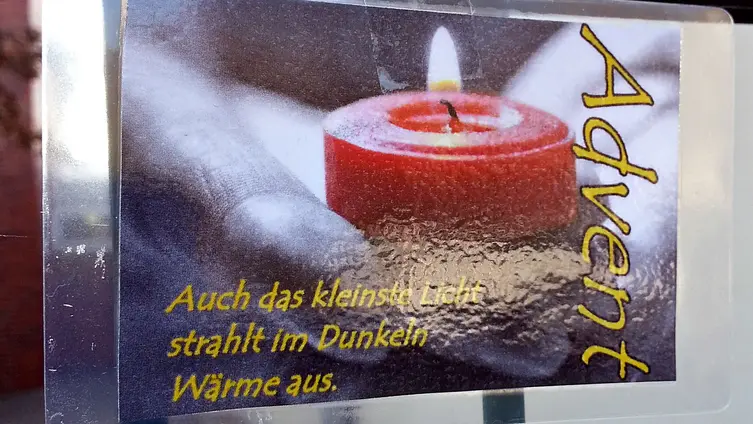 Advent
Auch das kleinste Licht
strahlt im Dunkeln
Wärme aus.